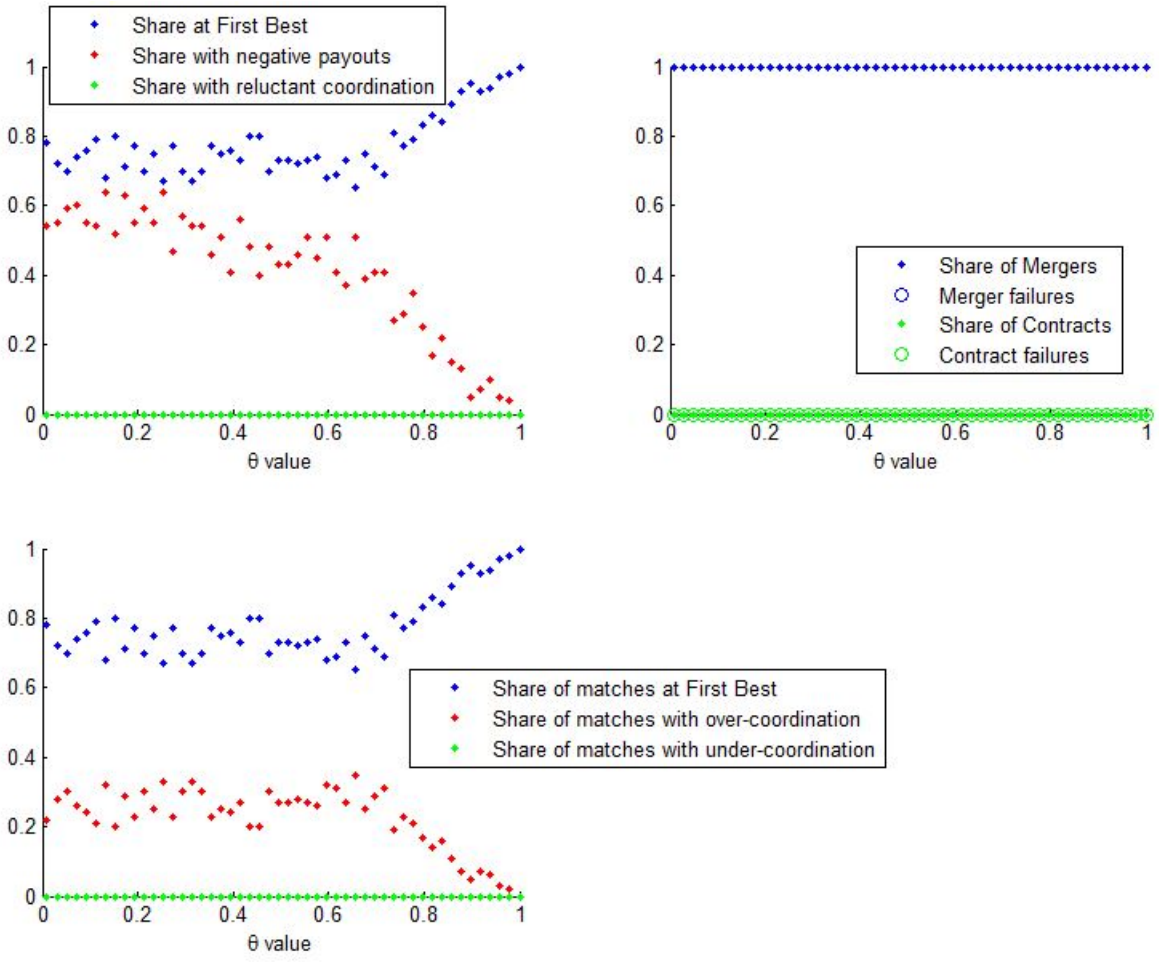 Share at First Best
Share with negative payouts
Share with reluctant coordination
1
0.8
0.6
0.4
0.2
0
0
0.2
0.4
0.6
0.8
1
θ value
1
0.8
0.6
0.4
0.2
0
Share of Mergers
Merger failures
Share of Contracts
Contract failures
0
0.2
0.4
0.6
0.8
1
θ value
1
0.8
0.6
0.4
0.2
0
Share of matches at First Best
Share of matches with over-coordination
Share of matches with under-coordination
0
0.2
0.4
0.6
0.8
1
θ value